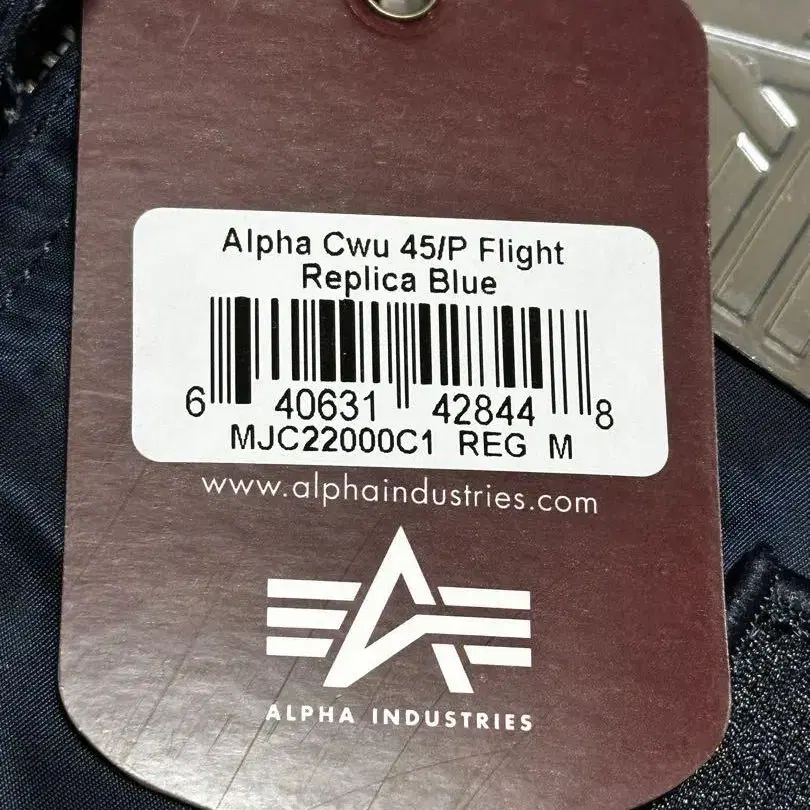 Alpha Cwu 45/P Flight
Replica Blue
6 40631 42844 8
MJC22000C1 REG M
www.alphaindustries.com
ALPHA INDUSTRIES